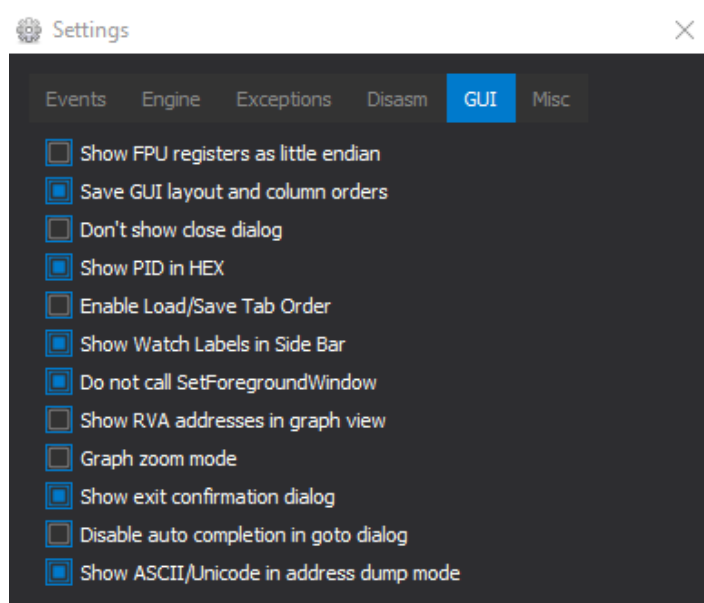 Settings
Events Engine Exceptions Disasm GUI Misc
Show FPU registers as little endian
Save GUI layout and column orders
Don't show close dialog
Show PID in HEX
Enable Load/Save Tab Order
Show Watch Labels in Side Bar
Do not call SetForegroundWindow
Show RVA addresses in graph view
Graph zoom mode
Show exit confirmation dialog
Disable auto completion in goto dialog
Show ASCII/Unicode in address dump mode